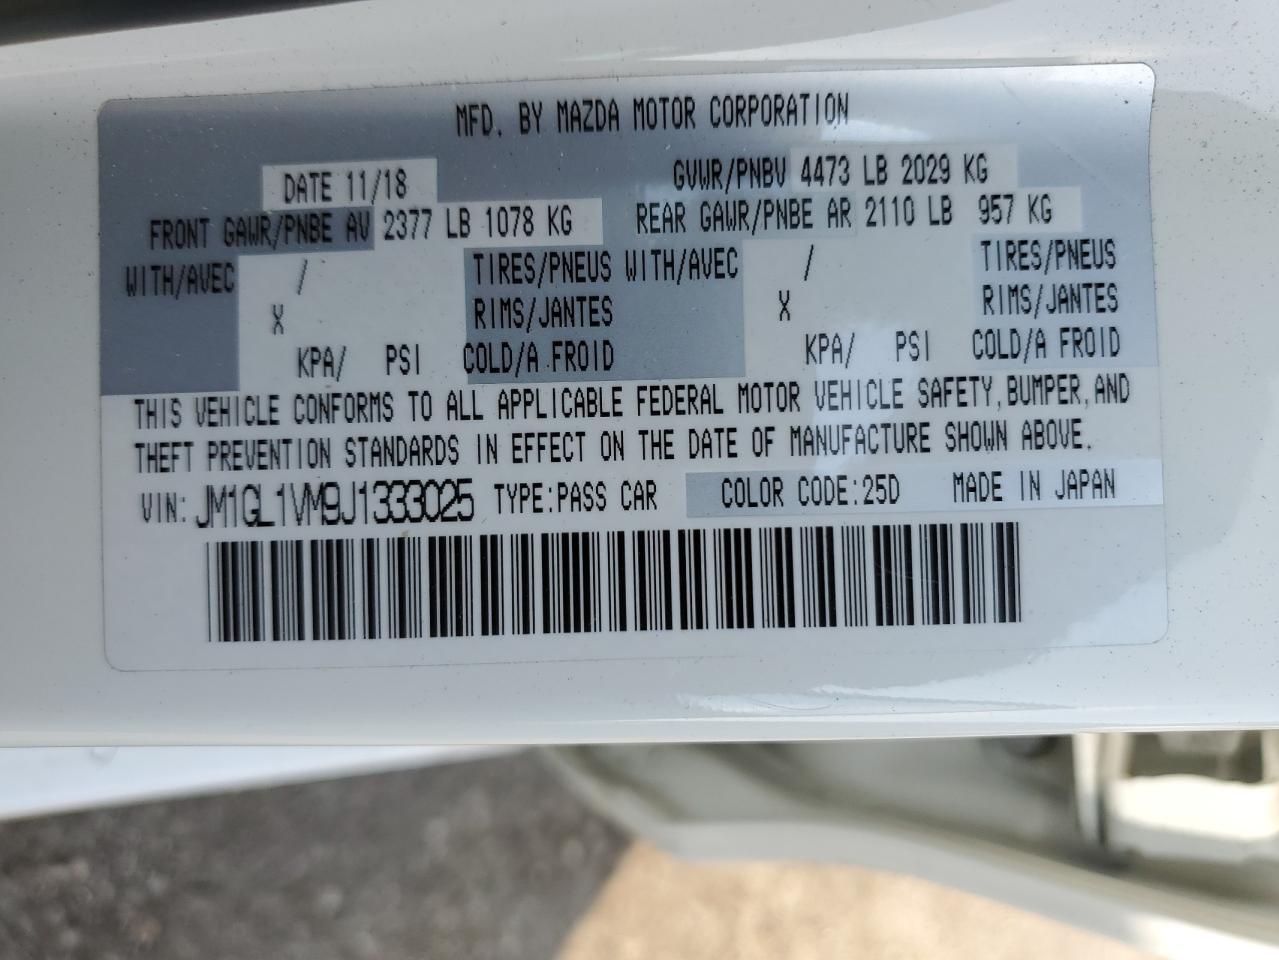 MFD. BY MAZDA MOTOR CORPORATION
DATE 11/18 GVWR/PNBV 4473 LB 2029 KG
FRONT GAWR/PNBE AV 2377 LB 1078 KG REAR GAWR/PNBE AR 2110 LB 957 KG
WITH/AVEC / TIRES/PNEUS WITH/AVEC / TIRES/PNEUS
X RIMS/JANTES X RIMS/JANTES
KPA/ PSI COLD/A FROID KPA/ PSI COLD/A FROID
THIS VEHICLE CONFORMS TO ALL APPLICABLE FEDERAL MOTOR VEHICLE SAFETY, BUMPER, AND
THEFT PREVENTION STANDARDS IN EFFECT ON THE DATE OF MANUFACTURE SHOWN ABOVE.
VIN: JM1GL1VM9J1333025 TYPE:PASS CAR COLOR CODE:25D MADE IN JAPAN